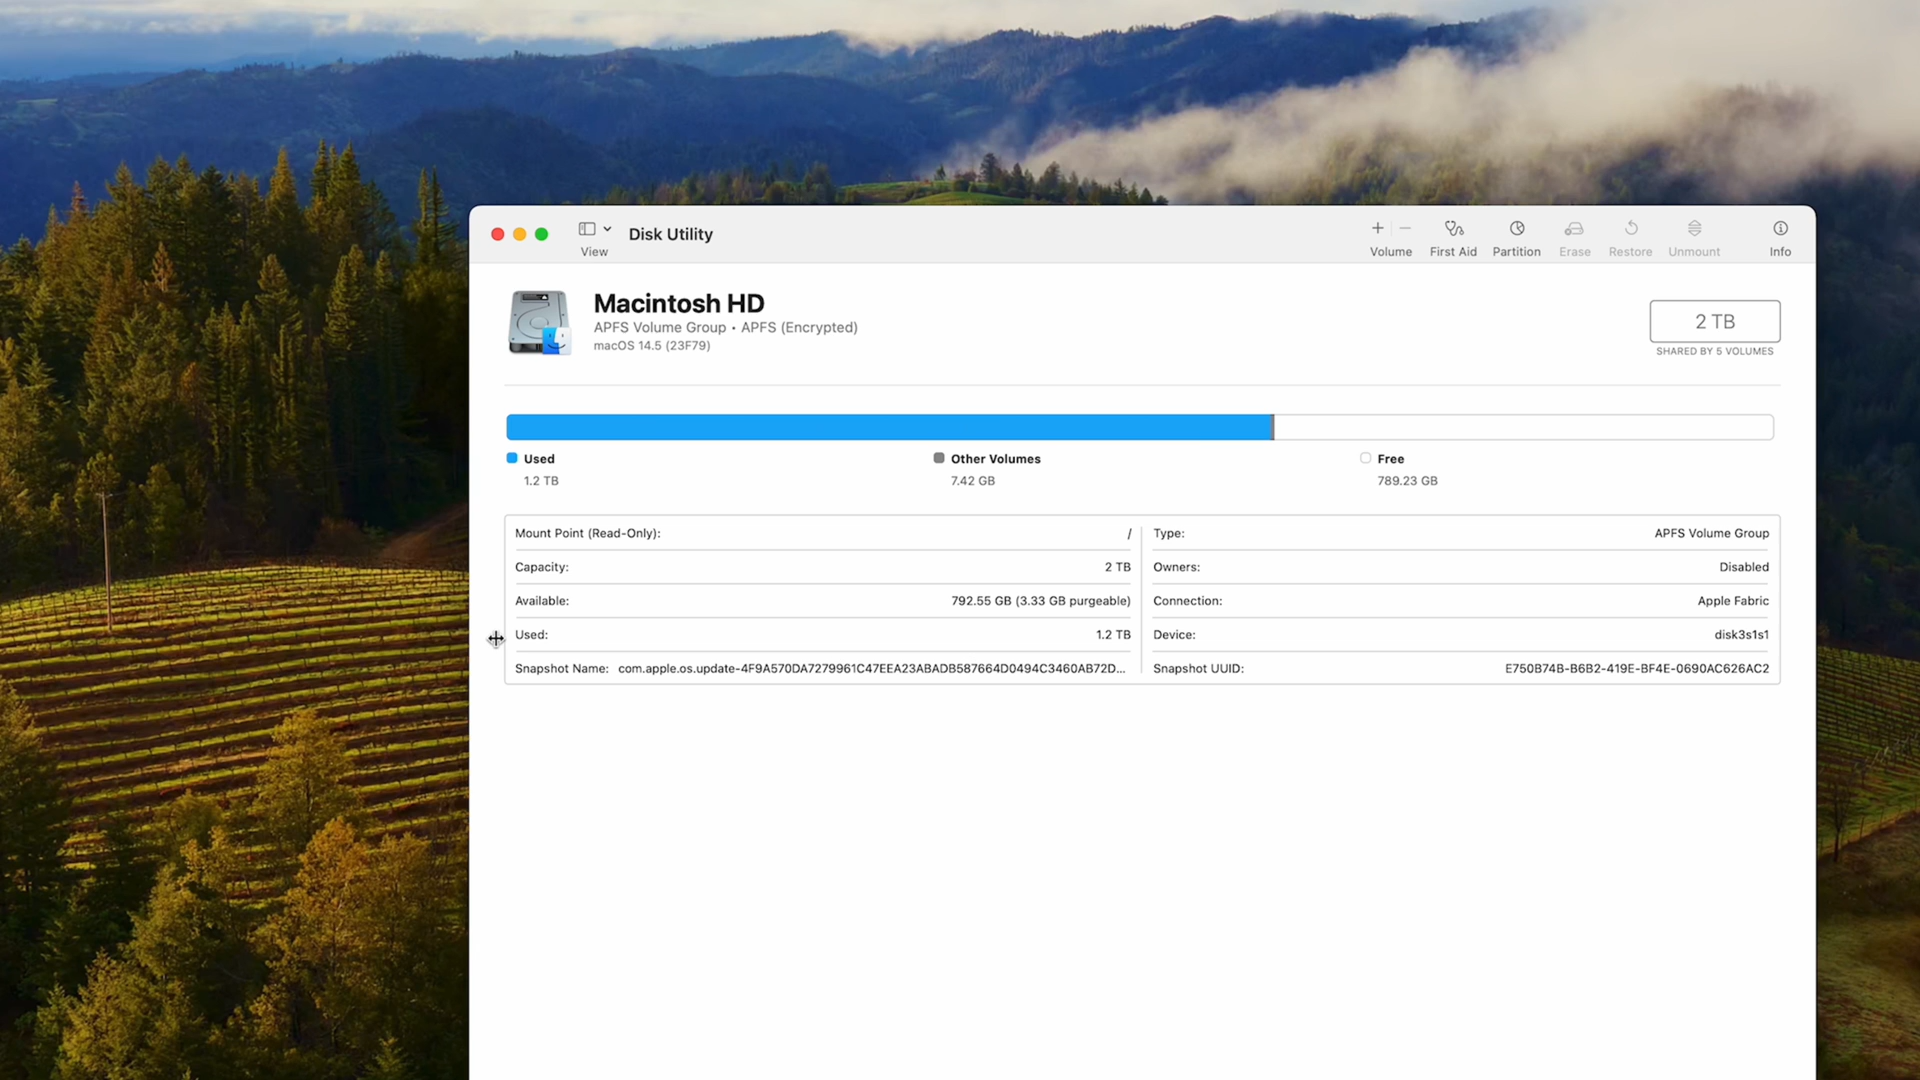 View
Disk Utility
Volume
First Aid
Partition
Erase
Restore
Unmount
Info
Macintosh HD
APFS Volume Group • APFS (Encrypted)
macOS 14.5 (23F79)
2 TB
SHARED BY 5 VOLUMES
Used
1.2 TB
Other Volumes
7.42 GB
Free
789.23 GB
Mount Point (Read-Only): /
Capacity: 2 TB
Available: 792.55 GB (3.33 GB purgeable)
Used: 1.2 TB
Snapshot Name: com.apple.os.update-4F9A570DA7279961C47EEA23ABADB587664D0494C3460AB72D...
Type: APFS Volume Group
Owners: Disabled
Connection: Apple Fabric
Device: disk3s1s1
Snapshot UUID: E750B74B-B6B2-419E-BF4E-0690AC626AC2